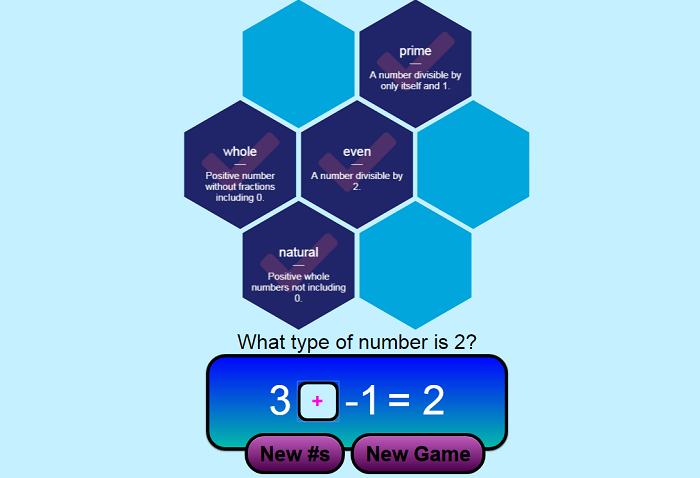 prime
A number divisible by
only itself and 1.
whole
Positive number
without fractions
including 0.
even
A number divisible by
2.
natural
Positive whole
numbers not including
0.
What type of number is 2?
3 + -1 = 2
New #s
New Game